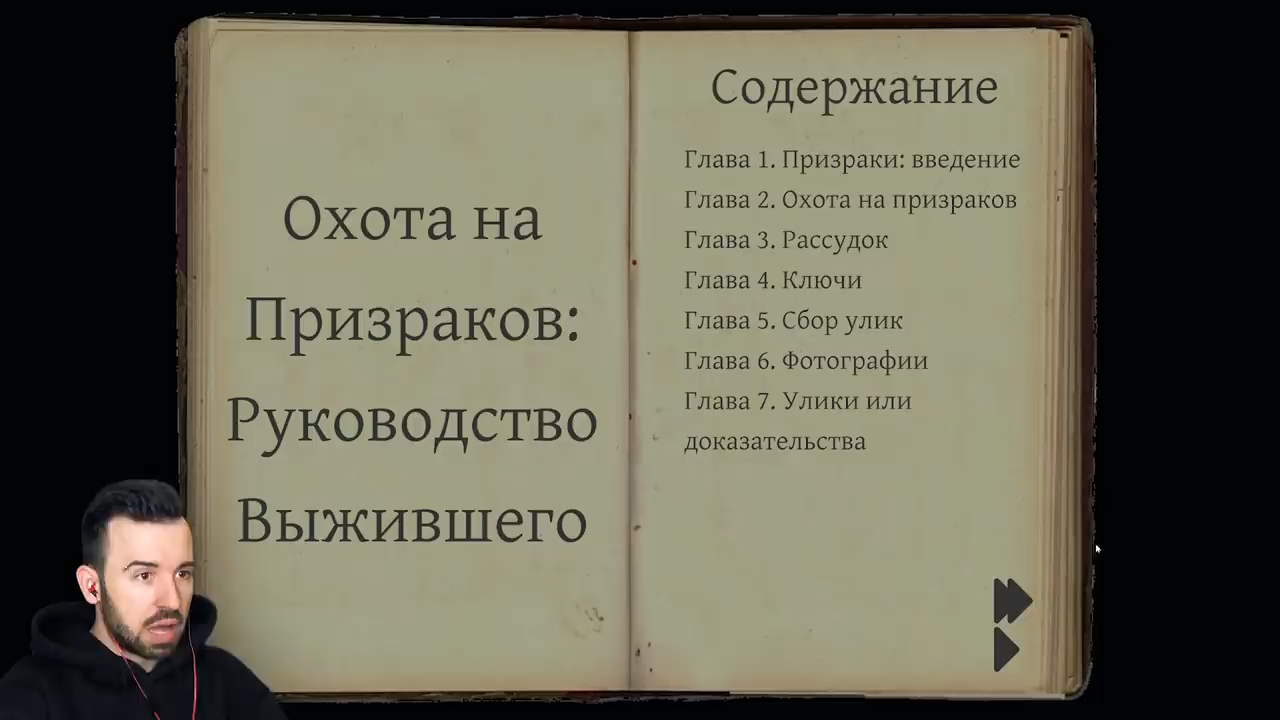 Охота на
Призраков:
Руководство
Выжившего
Содержание
Глава 1. Призраки: введение
Глава 2. Охота на призраков
Глава 3. Рассудок
Глава 4. Ключи
Глава 5. Сбор улик
Глава 6. Фотографии
Глава 7. Улики или
доказательства